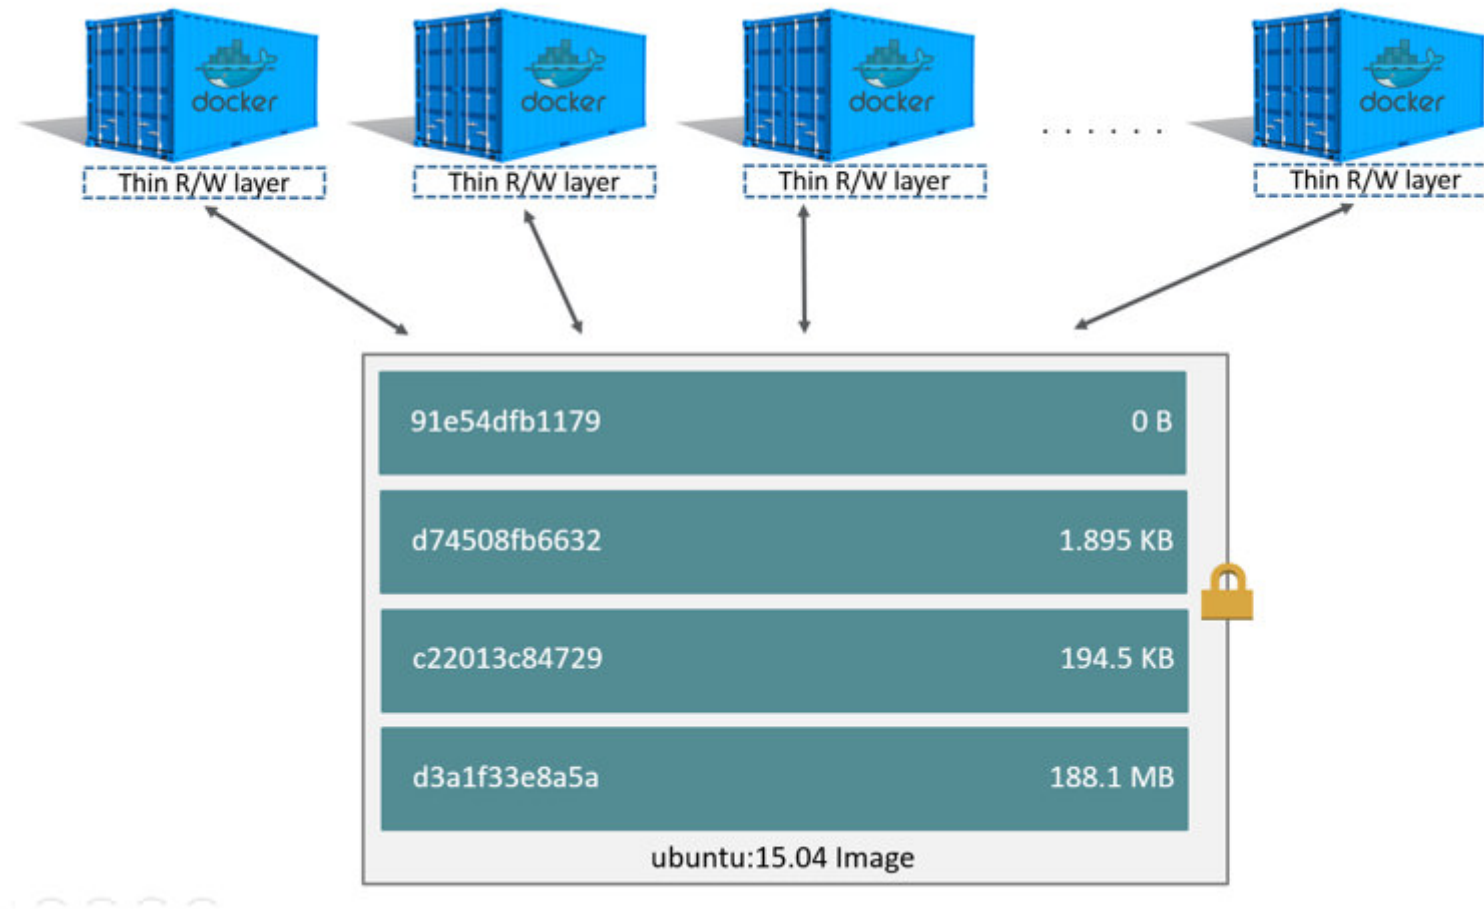 docker
docker
docker
docker
Thin R/W layer
Thin R/W layer
Thin R/W layer
. . . . . .
Thin R/W layer
91e54dfb1179 0 B
d74508fb6632 1.895 KB
c22013c84729 194.5 KB
d3a1f33e8a5a 188.1 MB
ubuntu:15.04 Image